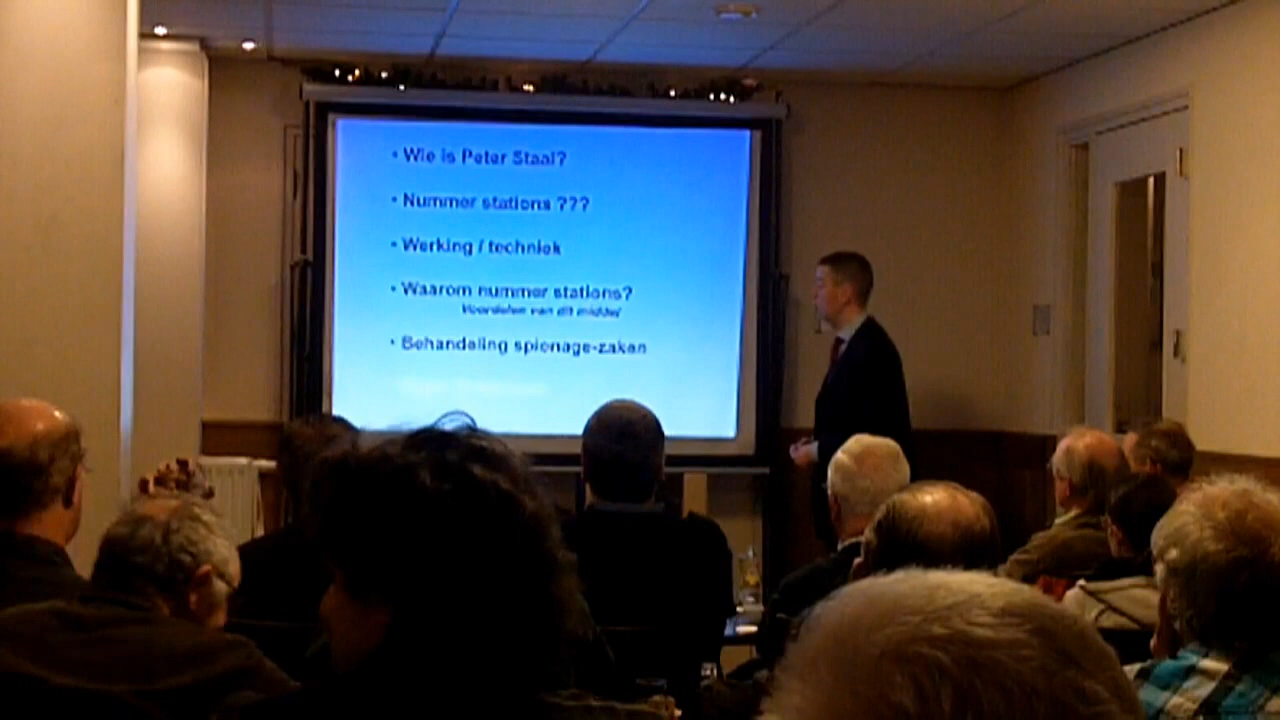 • Wie is Peter Staal?
• Nummer stations ???
• Werking / techniek
• Waarom nummer stations?
Voordelen van dit middel
• Behandeling spionage-zaken